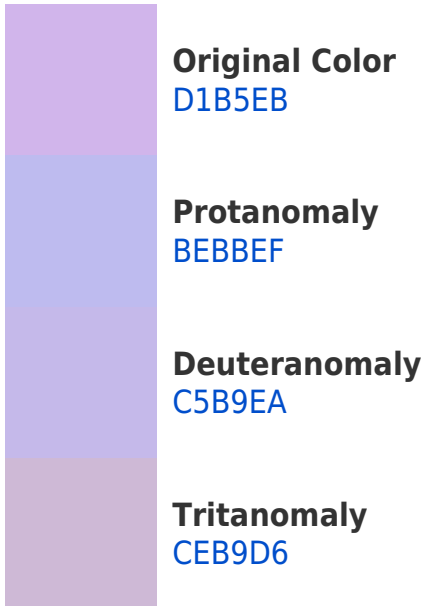 Original Color
D1B5EB
Protanomaly
BEBBEF
Deuteranomaly
C5B9EA
Tritanomaly
CEB9D6